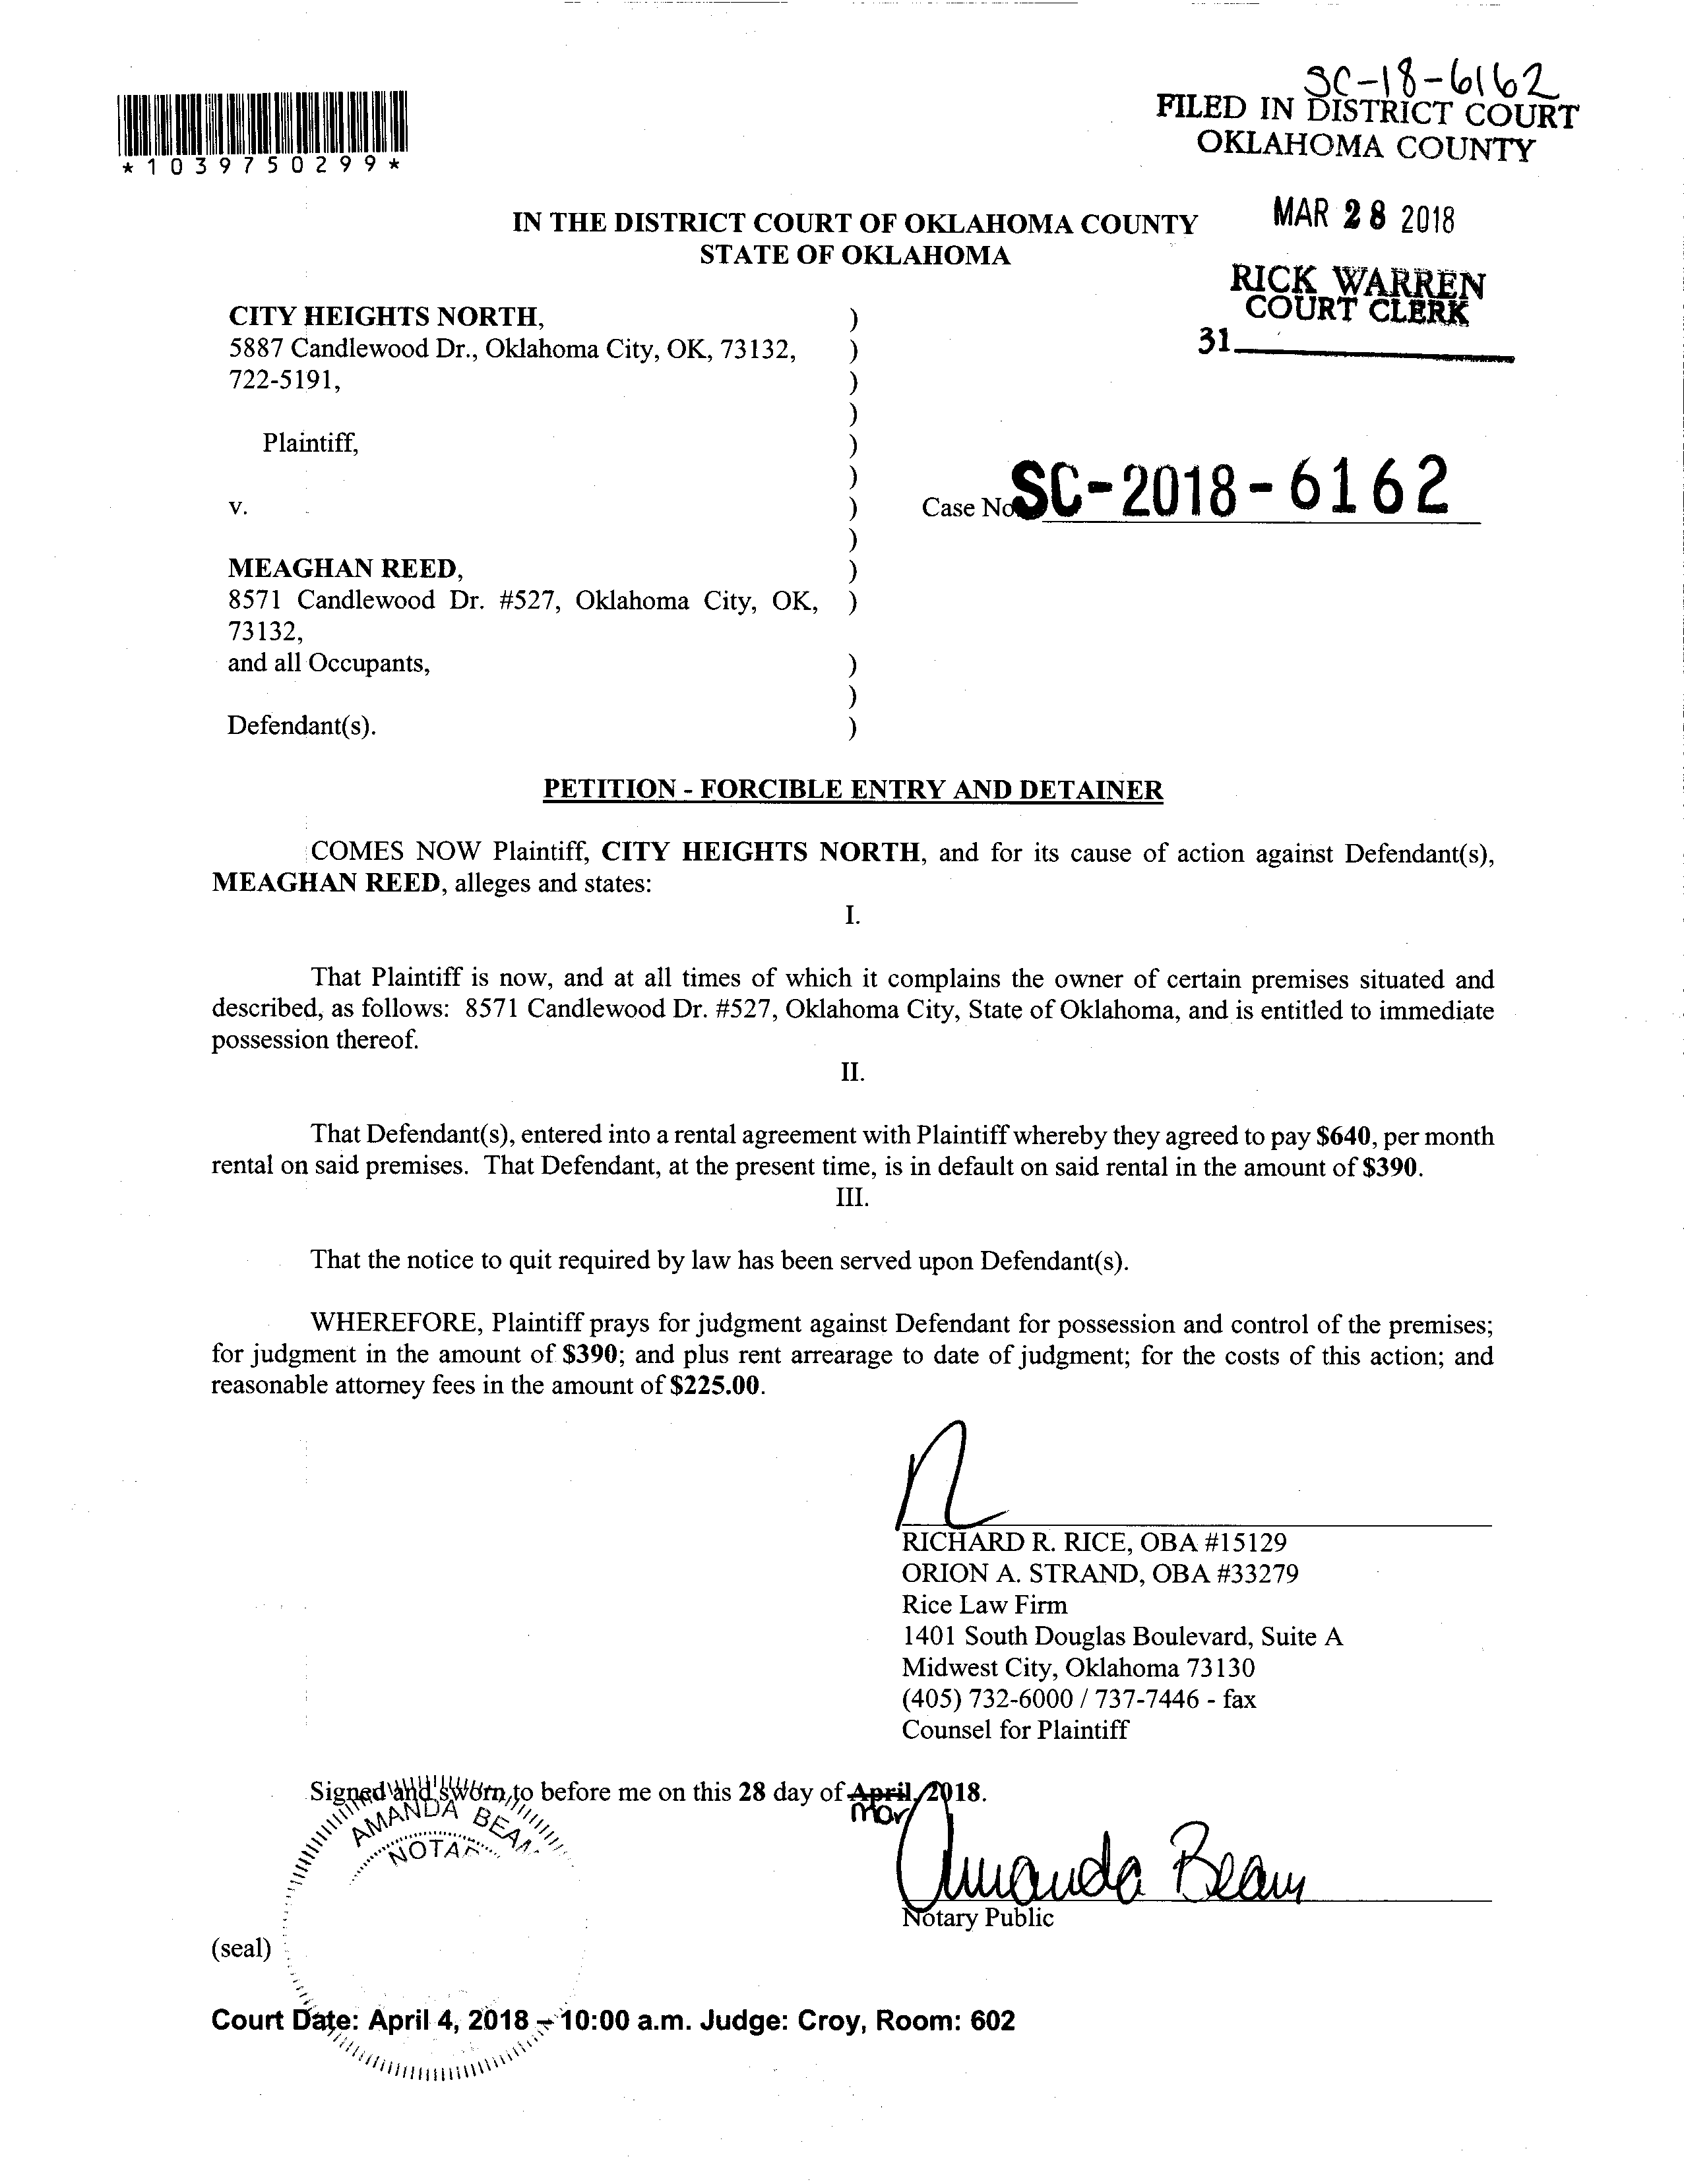 SC-18-6162
FILED IN DISTRICT COURT
OKLAHOMA COUNTY
*1039750299*
MAR 28 2018
IN THE DISTRICT COURT OF OKLAHOMA COUNTY
STATE OF OKLAHOMA
RICK WARREN
COURT CLERK
31
CITY HEIGHTS NORTH, )
5887 Candlewood Dr., Oklahoma City, OK, 73132, )
722-5191, )
)
Plaintiff, )
)
v. ) Case No SC-2018-6162
)
MEAGHAN REED, )
8571 Candlewood Dr. #527, Oklahoma City, OK, )
73132,
and all Occupants, )
)
Defendant(s). )
PETITION - FORCIBLE ENTRY AND DETAINER
COMES NOW Plaintiff, CITY HEIGHTS NORTH, and for its cause of action against Defendant(s),
MEAGHAN REED, alleges and states:
I.
That Plaintiff is now, and at all times of which it complains the owner of certain premises situated and
described, as follows: 8571 Candlewood Dr. #527, Oklahoma City, State of Oklahoma, and is entitled to immediate
possession thereof.
II.
That Defendant(s), entered into a rental agreement with Plaintiff whereby they agreed to pay $640, per month
rental on said premises. That Defendant, at the present time, is in default on said rental in the amount of $390.
III.
That the notice to quit required by law has been served upon Defendant(s).
WHEREFORE, Plaintiff prays for judgment against Defendant for possession and control of the premises;
for judgment in the amount of $390; and plus rent arrearage to date of judgment; for the costs of this action; and
reasonable attorney fees in the amount of $225.00.
RICHARD R. RICE, OBA #15129
ORION A. STRAND, OBA #33279
Rice Law Firm
1401 South Douglas Boulevard, Suite A
Midwest City, Oklahoma 73130
(405) 732-6000 / 737-7446 - fax
Counsel for Plaintiff
Signed and sworn to before me on this 28 day of April, 2018.
Mar
AMANDA BEAM
Amanda Beam
Notary Public
(seal)
Court Date: April 4, 2018 – 10:00 a.m. Judge: Croy, Room: 602